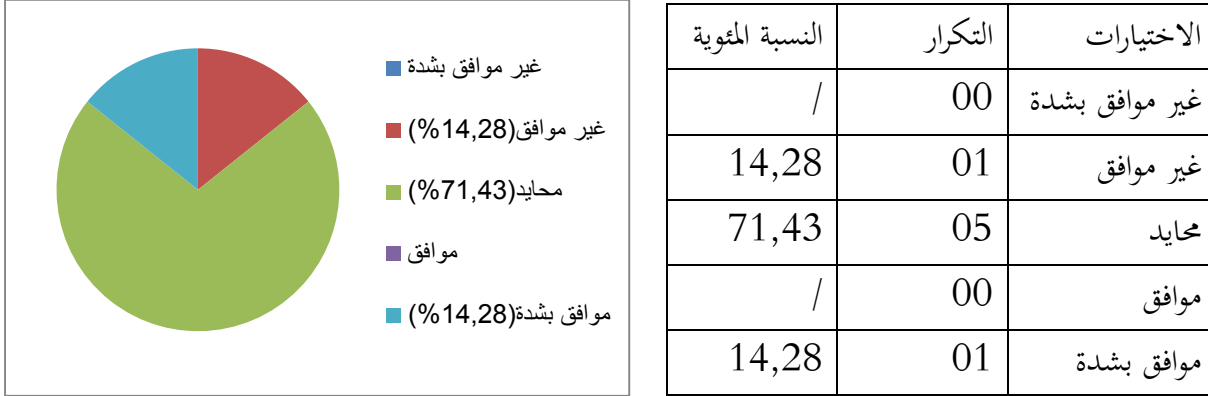 الاختيارات التكرار النسبة المئوية
غير موافق بشدة 00 /
غير موافق 01 14,28
محايد 05 71,43
موافق 00 /
موافق بشدة 01 14,28
غير موافق بشدة
غير موافق(14,28%)
محايد(71,43%)
موافق
موافق بشدة(14,28%)